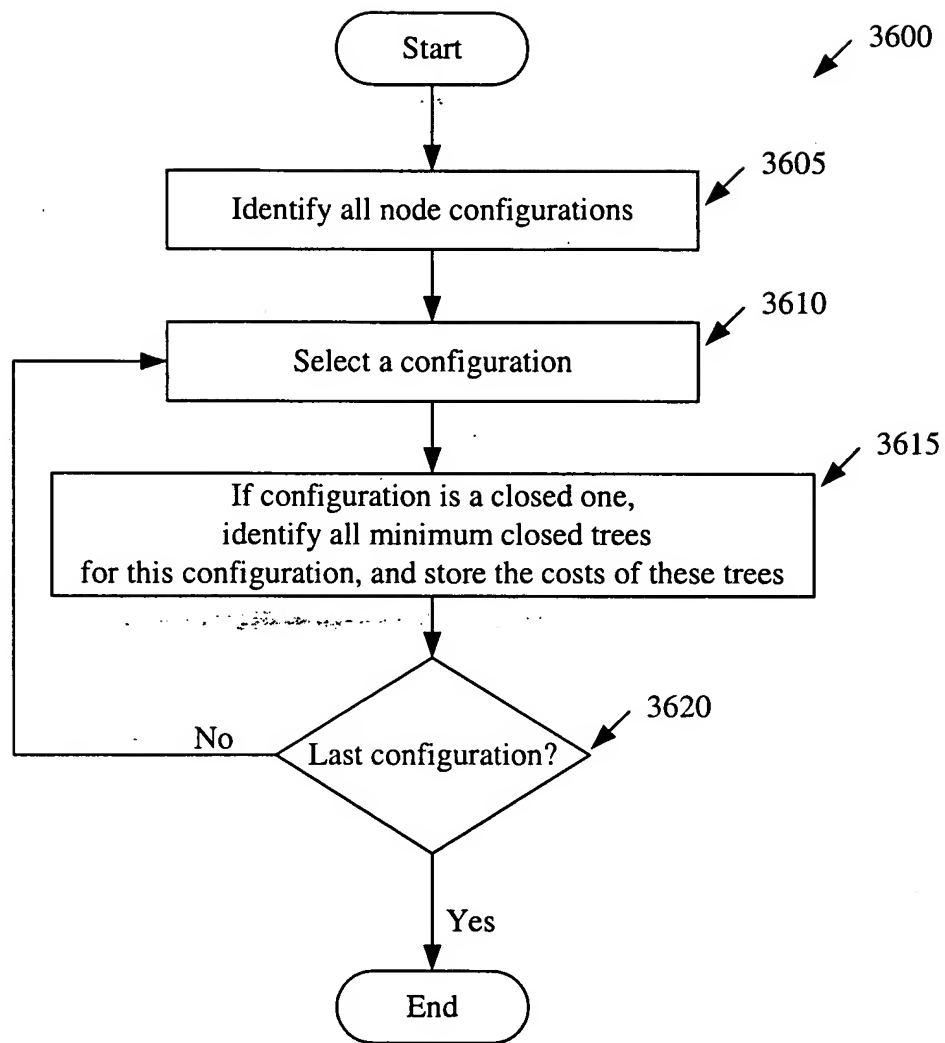 Start
3600
3605
Identify all node configurations
3610
Select a configuration
3615
If configuration is a closed one,
identify all minimum closed trees
for this configuration, and store the costs of these trees
3620
No
Last configuration?
Yes
End